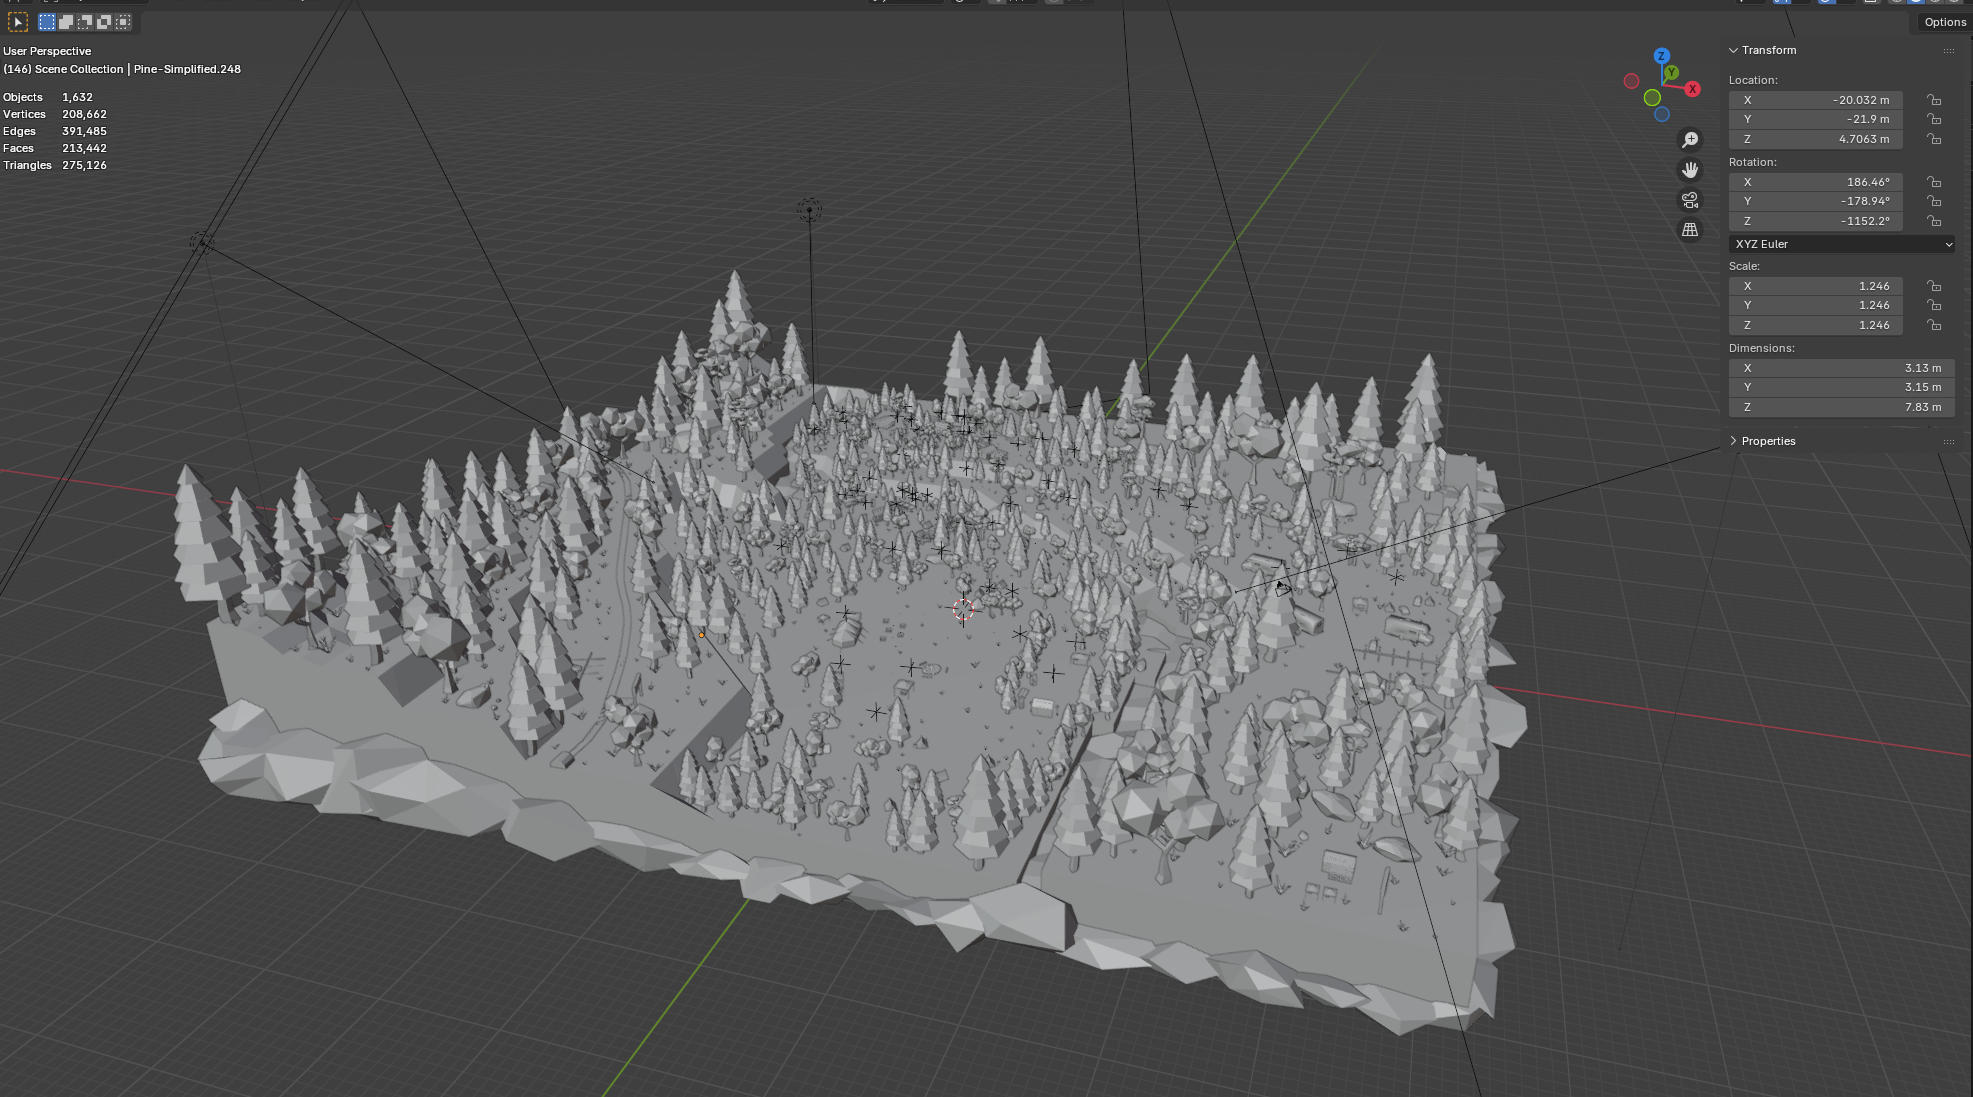 Options
User Perspective
(146) Scene Collection | Pine-Simplified.248
Objects 1,632
Vertices 208,662
Edges 391,485
Faces 213,442
Triangles 275,126
Z
Y
X
Transform
Location:
X -20.032 m
Y -21.9 m
Z 4.7063 m
Rotation:
X 186.46°
Y -178.94°
Z -1152.2°
XYZ Euler
Scale:
X 1.246
Y 1.246
Z 1.246
Dimensions:
X 3.13 m
Y 3.15 m
Z 7.83 m
Properties